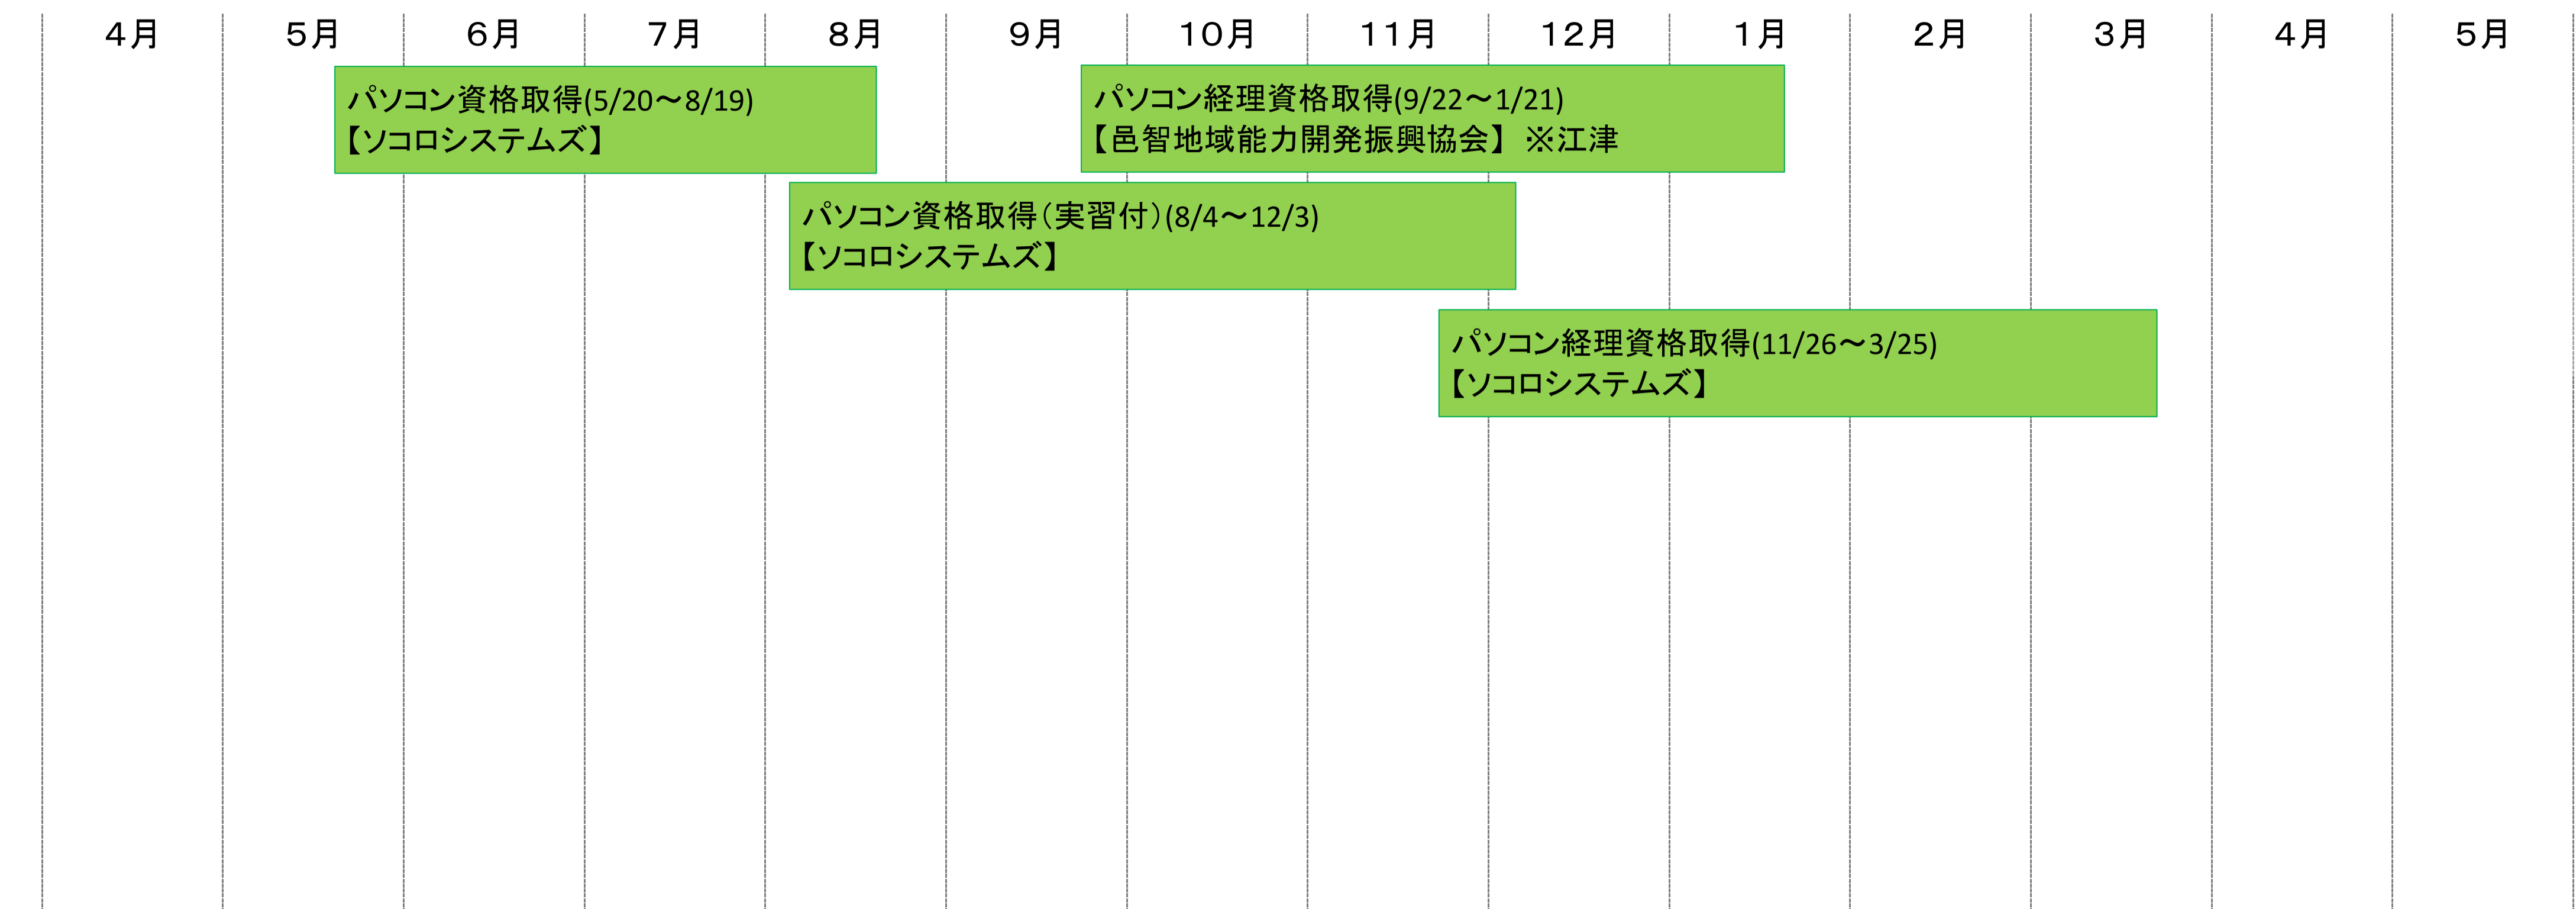 ４月 ５月 ６月 ７月 ８月 ９月 １０月 １１月 １２月 １月 ２月 ３月 ４月 ５月
パソコン資格取得(5/20～8/19)
【ソコロシステムズ】
パソコン経理資格取得(9/22～1/21)
【邑智地域能力開発振興協会】 ※江津
パソコン資格取得（実習付）(8/4～12/3)
【ソコロシステムズ】
パソコン経理資格取得(11/26～3/25)
【ソコロシステムズ】